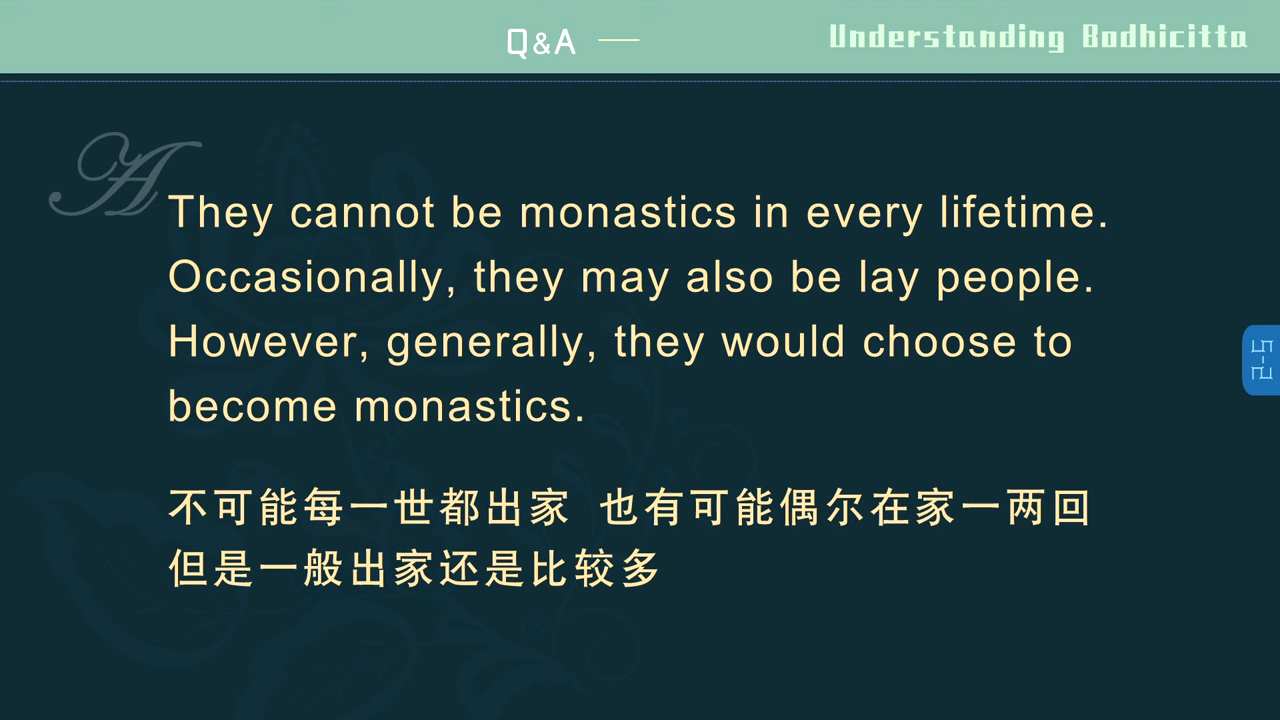 Q&A
Understanding Bodhicitta
A
They cannot be monastics in every lifetime.
Occasionally, they may also be lay people.
However, generally, they would choose to
become monastics.
不可能每一世都出家 也有可能偶尔在家一两回
但是一般出家还是比较多
5-2